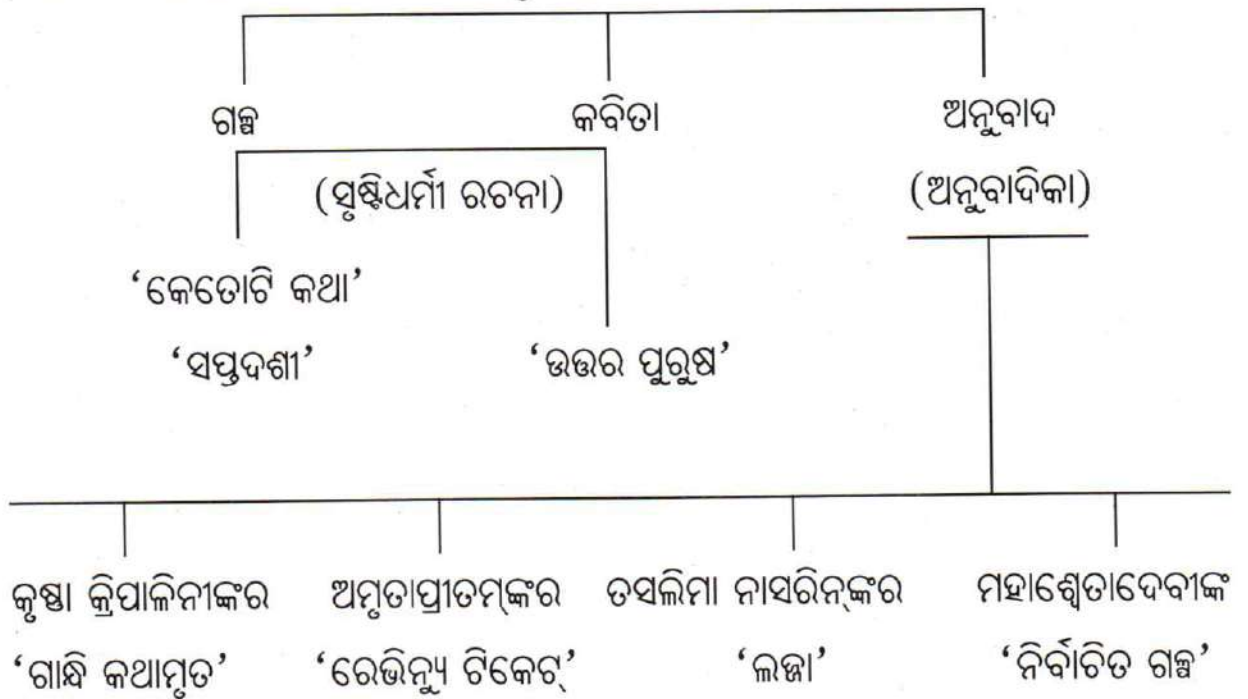 ଗଳ୍ପ କବିତା ଅନୁବାଦ
(ସୃଷ୍ଟିଧର୍ମୀ ରଚନା) (ଅନୁବାଦିକା)
‘କେତୋଟି କଥା’
‘ସପ୍ତଦଶୀ’ ‘ଉତ୍ତର ପୁରୁଷ’
କୃଷ୍ଣା କ୍ରିପାଳିନୀଙ୍କର ଅମୃତାପ୍ରୀତମ୍‌ଙ୍କର ତସଲିମା ନାସରିନ୍‌ଙ୍କର ମହାଶ୍ୱେତାଦେବୀଙ୍କ
‘ଗାନ୍ଧି କଥାମୃତ’ ‘ରେଭିନ୍ୟୁ ଟିକେଟ୍’ ‘ଲଜ୍ଜା’ ‘ନିର୍ବାଚିତ ଗଳ୍ପ’